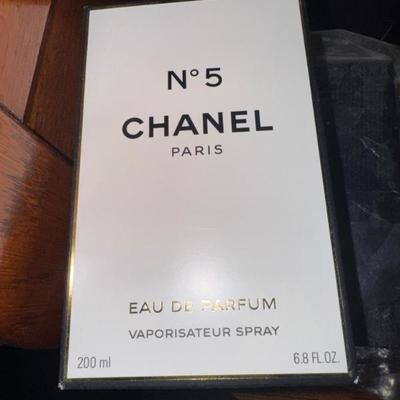 N°5
CHANEL
PARIS
EAU DE PARFUM
VAPORISATEUR SPRAY
200 ml 6.8 FL.OZ.